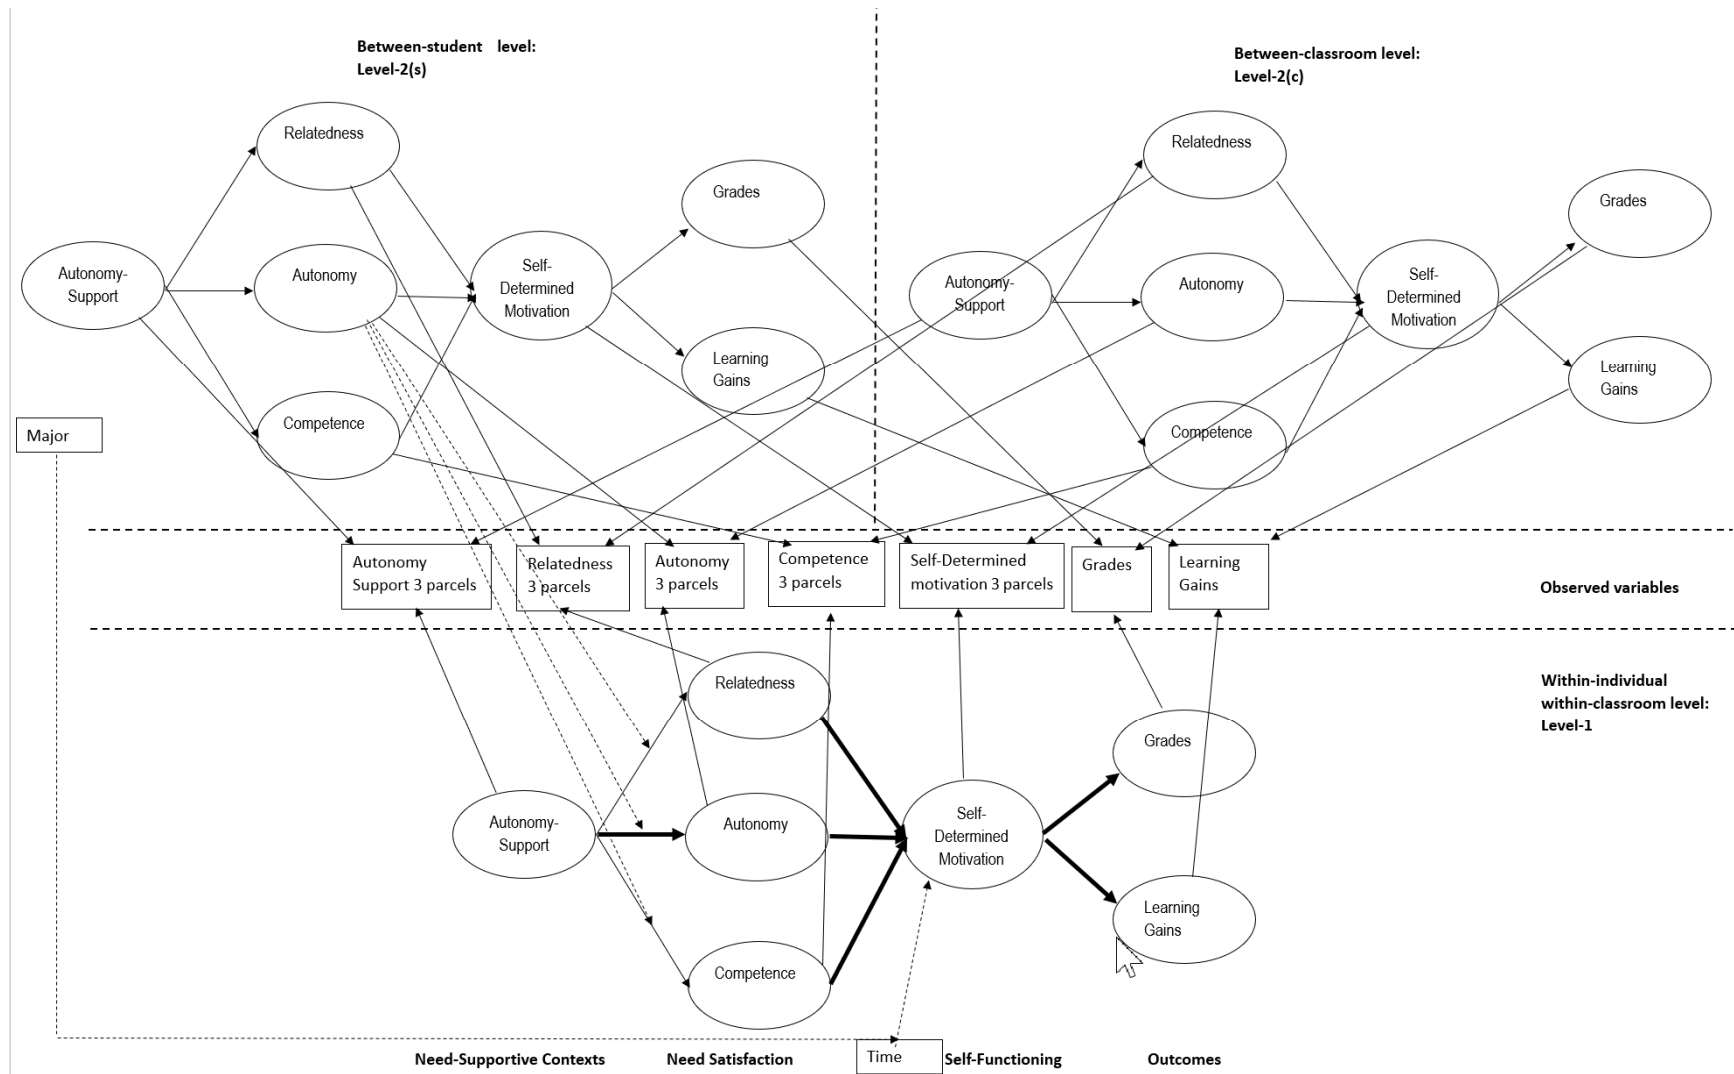 Between-student level:
Level-2(s)
Between-classroom level:
Level-2(c)
Relatedness
Autonomy-
Support
Autonomy
Competence
Self-
Determined
Motivation
Grades
Learning
Gains
Relatedness
Autonomy-
Support
Autonomy
Competence
Self-
Determined
Motivation
Grades
Learning
Gains
Major
Autonomy
Support 3 parcels
Relatedness
3 parcels
Autonomy
3 parcels
Competence
3 parcels
Self-Determined
motivation 3 parcels
Grades
Learning
Gains
Observed variables
Within-individual
within-classroom level:
Level-1
Relatedness
Autonomy-
Support
Autonomy
Competence
Self-
Determined
Motivation
Grades
Learning
Gains
Time
Need-Supportive Contexts
Need Satisfaction
Self-Functioning
Outcomes